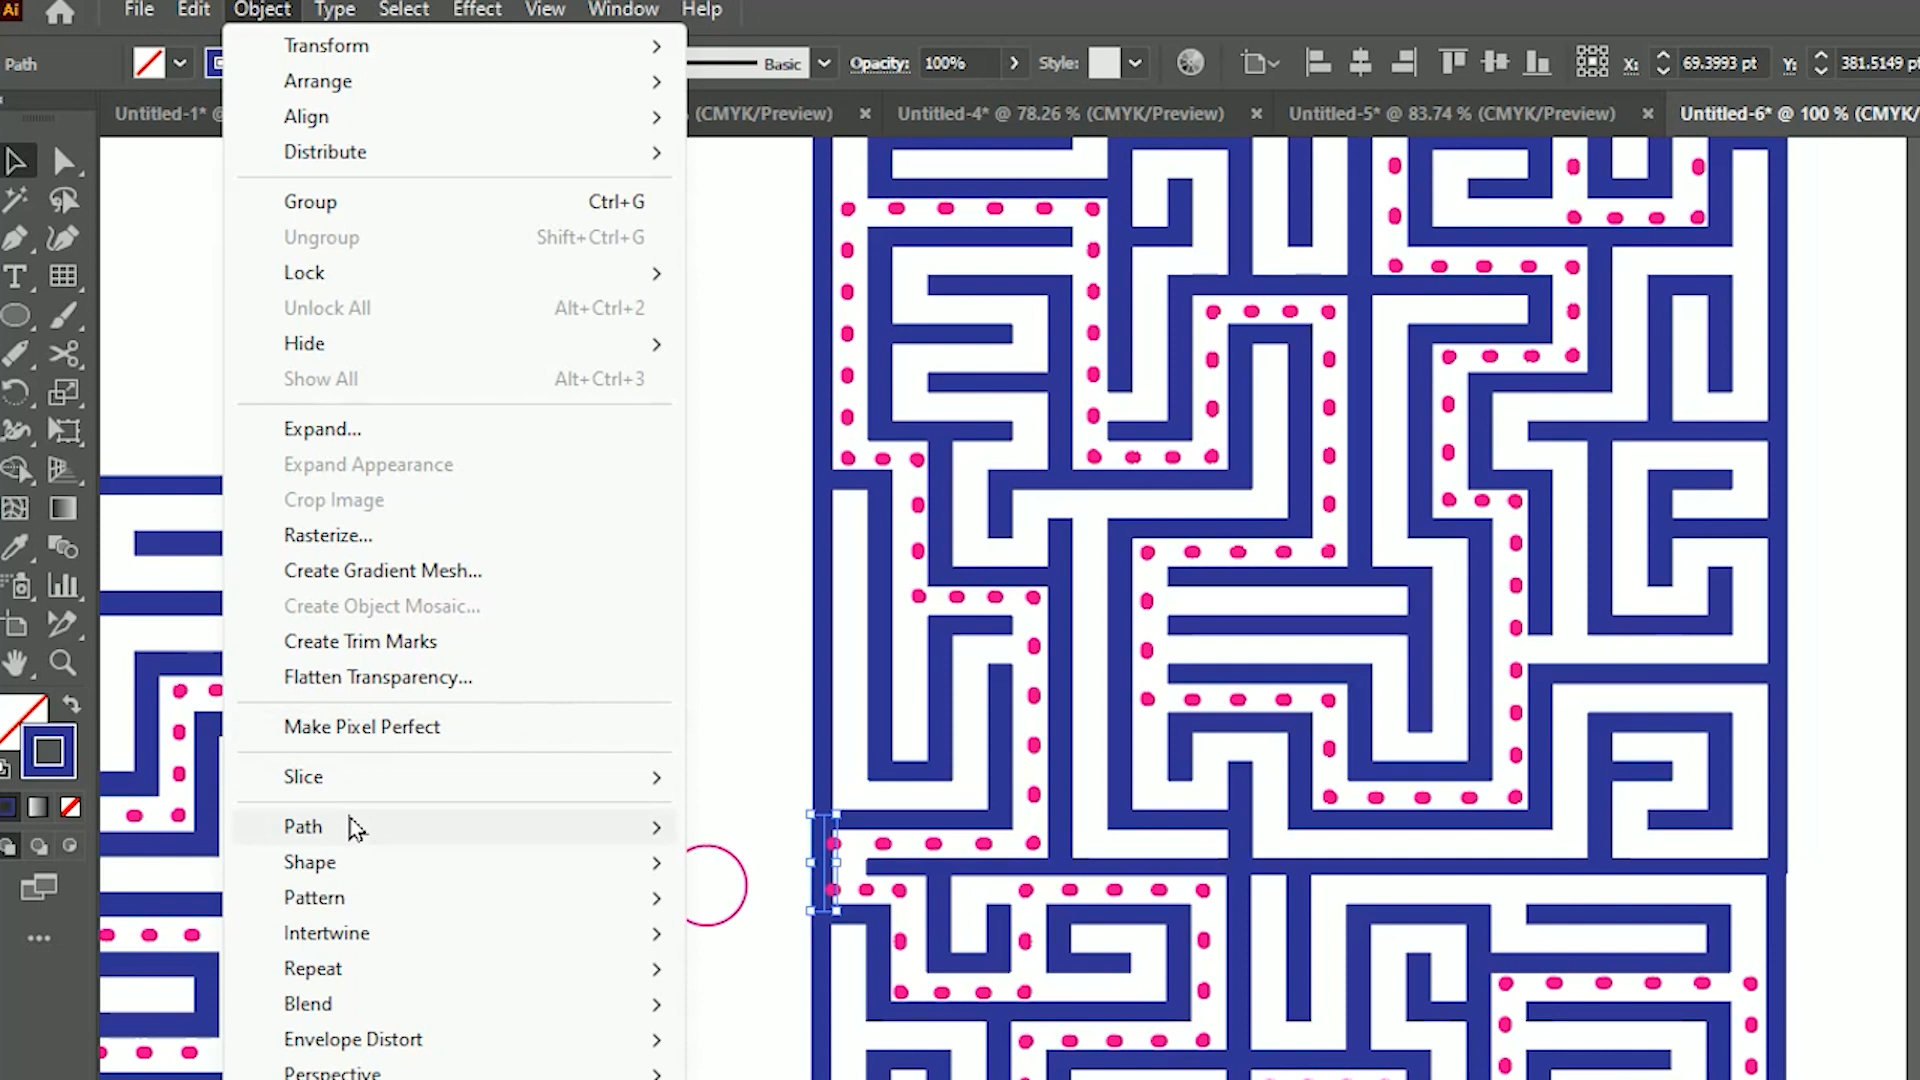 Ai File Edit Object Type Select Effect View Window Help
Path Basic Opacity: 100% Style: X: 69.3993 pt Y: 381.5149 pt
Untitled-1* @ (CMYK/Preview) × Untitled-4* @ 78.26 % (CMYK/Preview) × Untitled-5* @ 83.74 % (CMYK/Preview) × Untitled-6* @ 100 % (CMYK/
Transform
Arrange
Align
Distribute
Group Ctrl+G
Ungroup Shift+Ctrl+G
Lock
Unlock All Alt+Ctrl+2
Hide
Show All Alt+Ctrl+3
Expand...
Expand Appearance
Crop Image
Rasterize...
Create Gradient Mesh...
Create Object Mosaic...
Create Trim Marks
Flatten Transparency...
Make Pixel Perfect
Slice
Path
Shape
Pattern
Intertwine
Repeat
Blend
Envelope Distort
Perspective